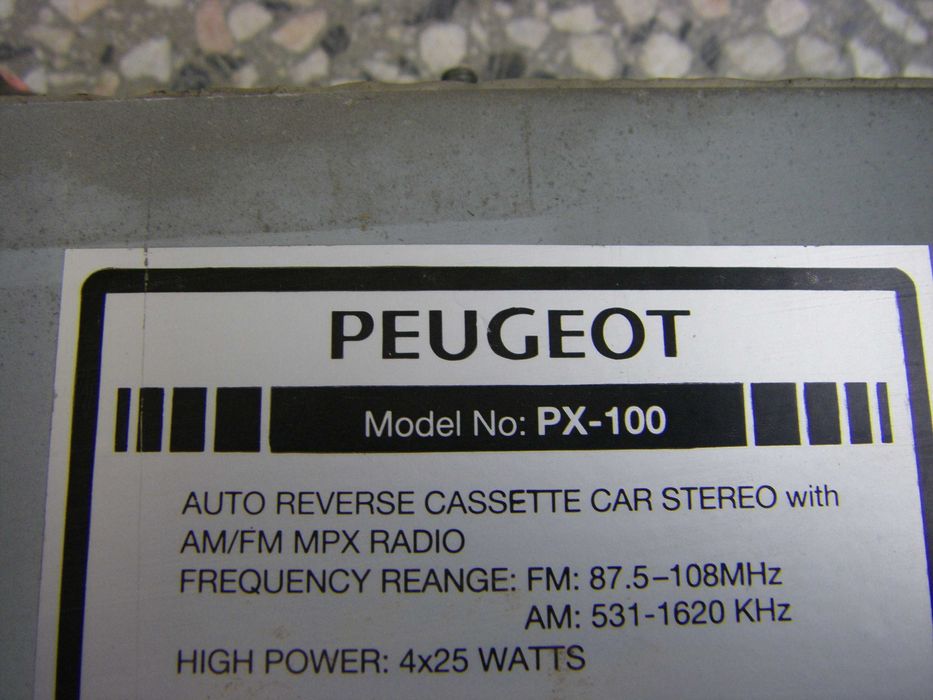 PEUGEOT
Model No: PX-100
AUTO REVERSE CASSETTE CAR STEREO with
AM/FM MPX RADIO
FREQUENCY REANGE: FM: 87.5–108MHz
AM: 531-1620 KHz
HIGH POWER: 4x25 WATTS